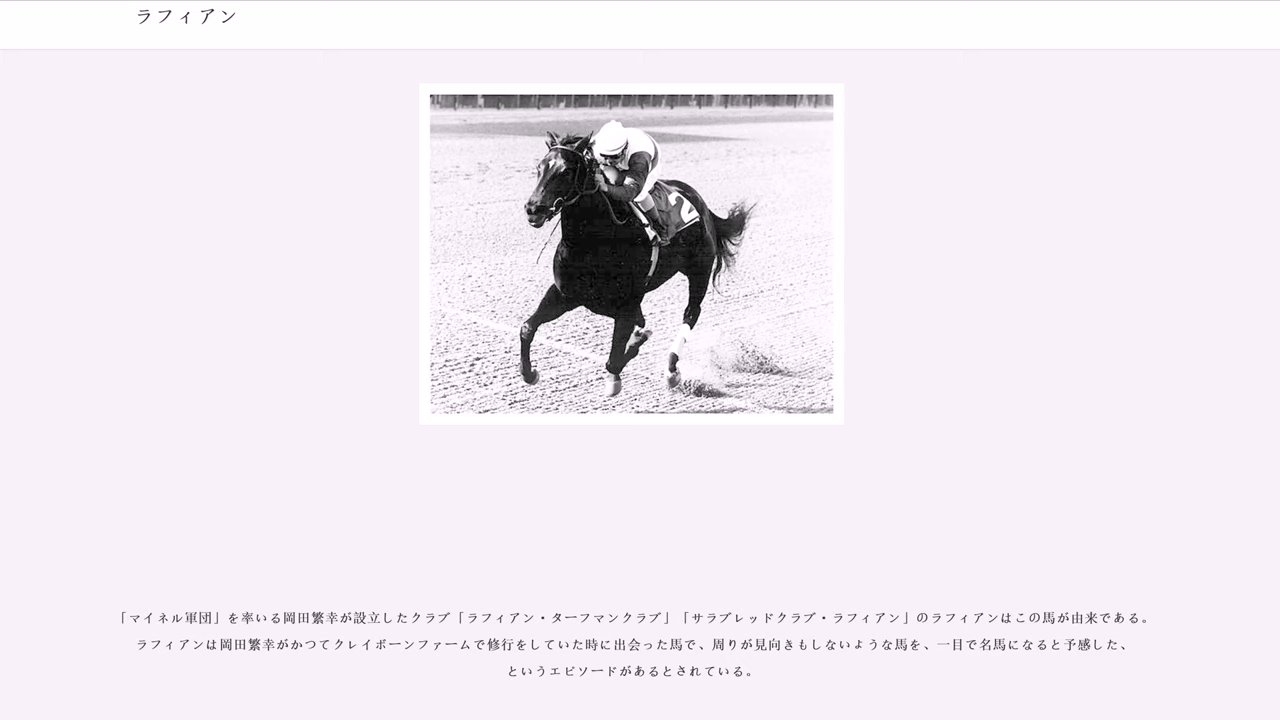 ラフィアン
2
「マイネル軍団」を率いる岡田繁幸が設立したクラブ「ラフィアン・ターフマンクラブ」「サラブレッドクラブ・ラフィアン」のラフィアンはこの馬が由来である。
ラフィアンは岡田繁幸がかつてクレイボーンファームで修行をしていた時に出会った馬で、周りが見向きもしないような馬を、一目で名馬になると予感した、
というエピソードがあるとされている。